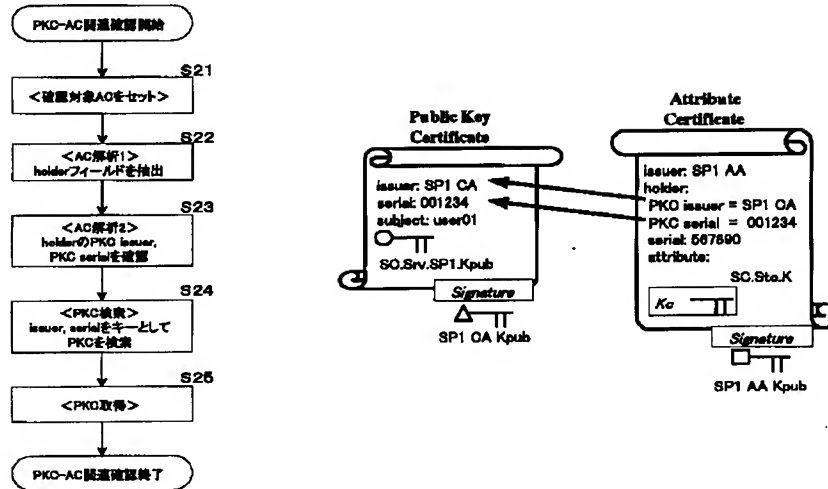 PKC-AC関連確認開始
S21
<確認対象ACをセット>
S22
<AC解析1>
holderフィールドを抽出
S23
<AC解析2>
holderのPKC issuer,
PKC serialを確認
S24
<PKC検索>
issuer, serialをキーとして
PKCを検索
S25
<PKC取得>
PKC-AC関連確認終了
Public Key
Certificate
issuer: SP1 CA
serial: 001234
subject: user01
SC.Srv.SP1.Kpub
Signature
SP1 CA Kpub
Attribute
Certificate
issuer: SP1 AA
holder:
PKC issuer = SP1 CA
PKC serial = 001234
serial: 567890
attribute:
SC.Sto.K
Kc
Signature
SP1 AA Kpub